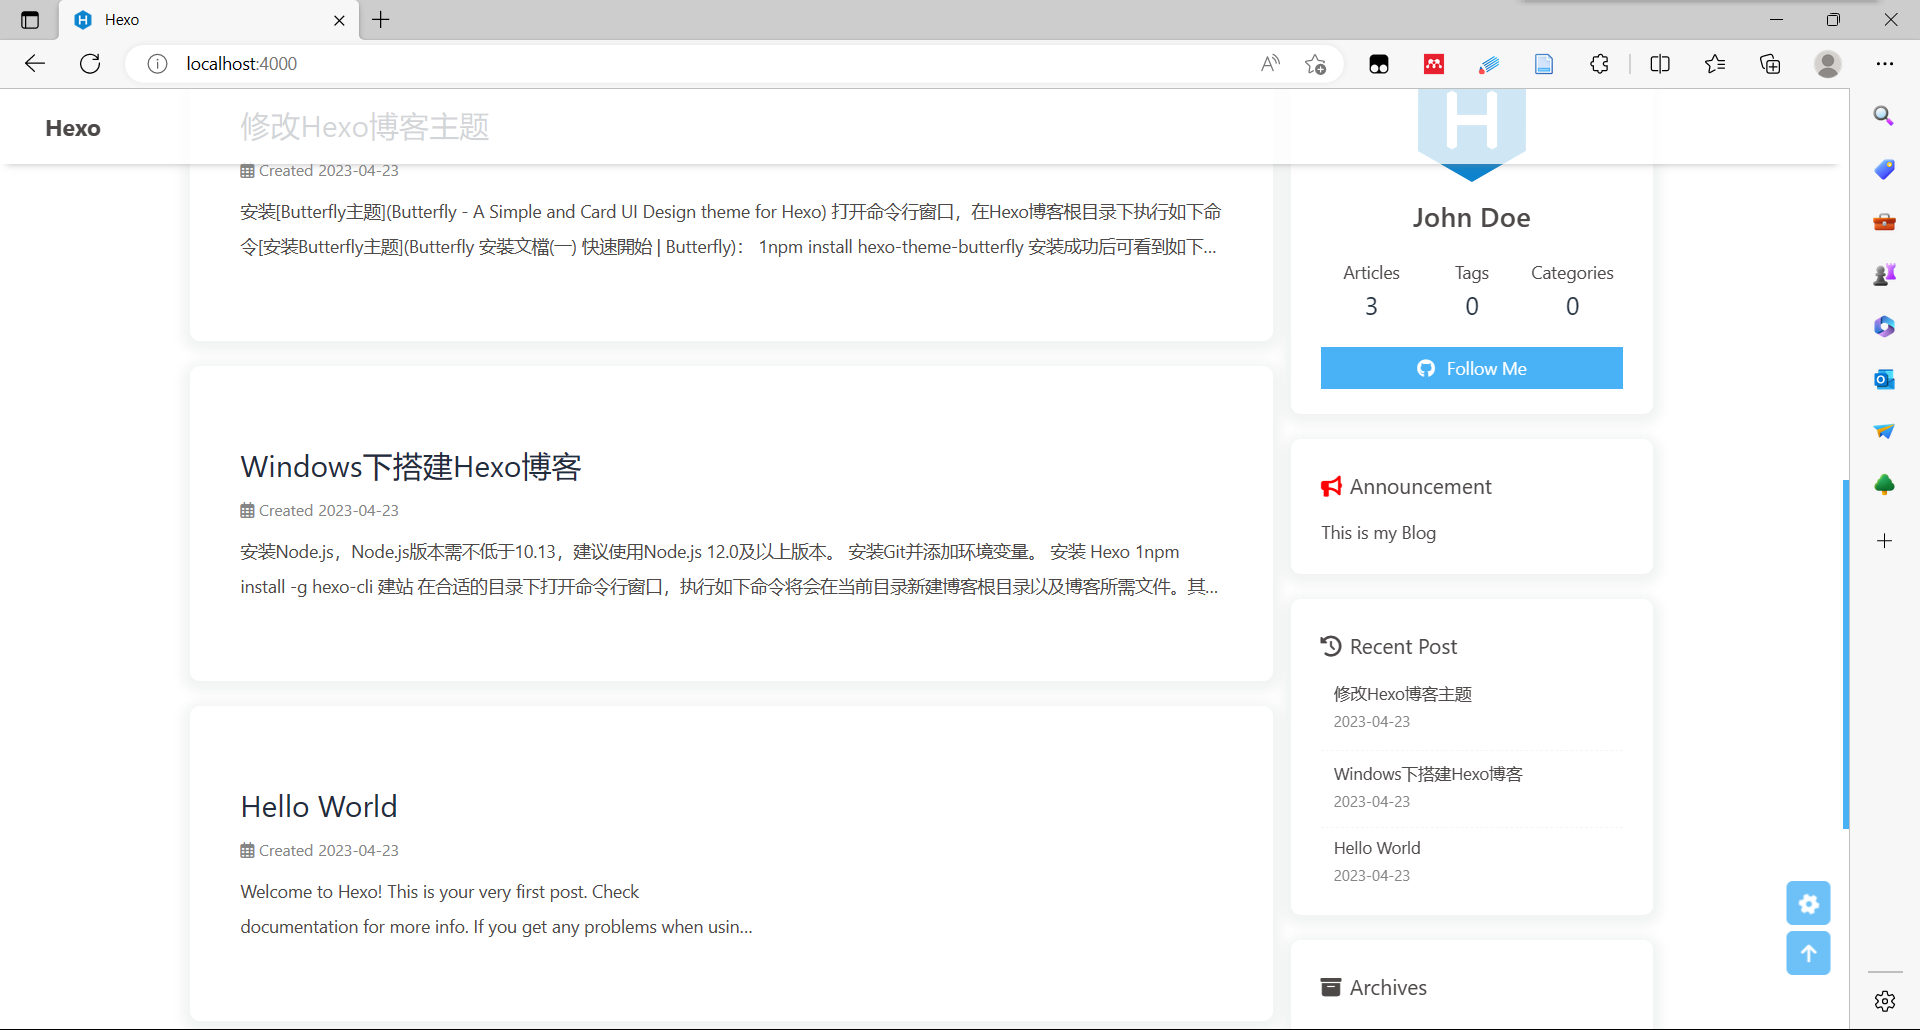 Hexo
localhost:4000
Hexo
修改Hexo博客主题
Created 2023-04-23
安装[Butterfly主题](Butterfly - A Simple and Card UI Design theme for Hexo) 打开命令行窗口，在Hexo博客根目录下执行如下命
令[安装Butterfly主题](Butterfly 安裝文檔(一) 快速開始 | Butterfly)： 1npm install hexo-theme-butterfly 安装成功后可看到如下...
Windows下搭建Hexo博客
Created 2023-04-23
安装Node.js，Node.js版本需不低于10.13，建议使用Node.js 12.0及以上版本。 安装Git并添加环境变量。 安装 Hexo 1npm
install -g hexo-cli 建站 在合适的目录下打开命令行窗口，执行如下命令将会在当前目录新建博客根目录以及博客所需文件。其...
Hello World
Created 2023-04-23
Welcome to Hexo! This is your very first post. Check
documentation for more info. If you get any problems when usin...
John Doe
Articles Tags Categories
3 0 0
Follow Me
Announcement
This is my Blog
Recent Post
修改Hexo博客主题
2023-04-23
Windows下搭建Hexo博客
2023-04-23
Hello World
2023-04-23
Archives